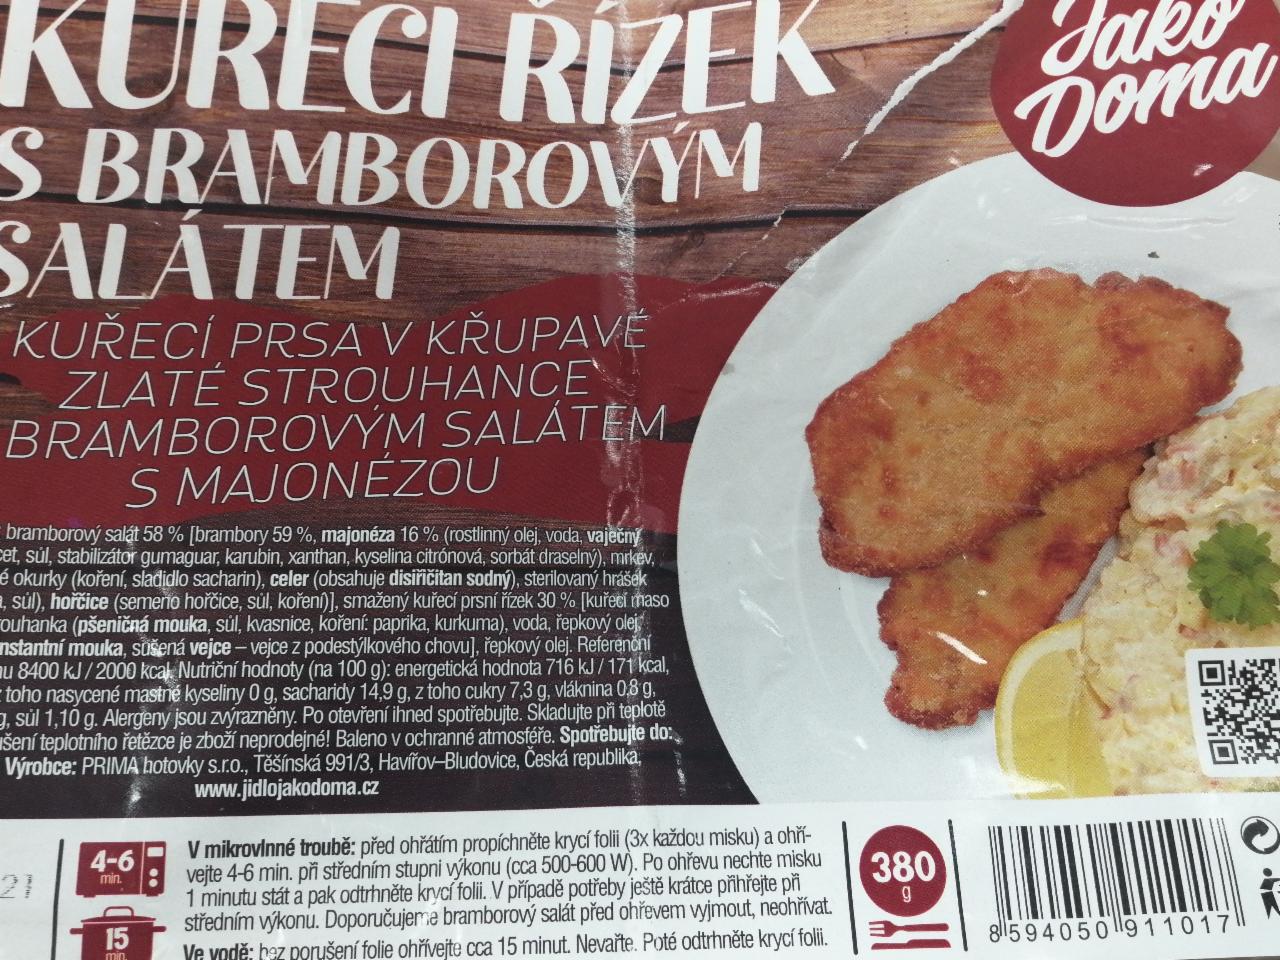 KUŘECÍ ŘÍZEK
S BRAMBOROVÝM
SALÁTEM
Jako
Doma
KUŘECÍ PRSA V KŘUPAVÉ
ZLATÉ STROUHANCE
BRAMBOROVÝM SALÁTEM
S MAJONÉZOU
bramborový salát 58 % [brambory 59 %, majonéza 16 % (rostlinný olej, voda, vaječný
cet, sůl, stabilizátor gumaguar, karubin, xanthan, kyselina citrónová, sorbát draselný), mrkev,
é okurky (koření, sladidlo sacharin), celer (obsahuje disiřičitan sodný), sterilovaný hrášek
a, sůl), hořčice (semeno hořčice, sůl, koření)], smažený kuřecí prsní řízek 30 % [kuřecí maso
rouhanka (pšeničná mouka, sůl, kvasnice, koření: paprika, kurkuma), voda, řepkový olej,
nstantní mouka, sušená vejce – vejce z podestýlkového chovu], řepkový olej. Referenční
mu 8400 kJ / 2000 kcal. Nutriční hodnoty (na 100 g): energetická hodnota 716 kJ / 171 kcal,
z toho nasycené mastné kyseliny 0 g, sacharidy 14,9 g, z toho cukry 7,3 g, vláknina 0,8 g,
g, sůl 1,10 g. Alergeny jsou zvýrazněny. Po otevření ihned spotřebujte. Skladujte při teplotě
ušení teplotního řetězce je zboží neprodejné! Baleno v ochranné atmosféře. Spotřebujte do:
Výrobce: PRIMA hotovky s.r.o., Těšínská 991/3, Havířov–Bludovice, Česká republika,
www.jidlojakodoma.cz
4-6
min.
V mikrovlnné troubě: před ohřátím propíchněte krycí folii (3x každou misku) a ohří-
vejte 4-6 min. při středním stupni výkonu (cca 500-600 W). Po ohřevu nechte misku
1 minutu stát a pak odtrhněte krycí folii. V případě potřeby ještě krátce přihřejte při
středním výkonu. Doporučujeme bramborový salát před ohřevem vyjmout, neohřívat.
15
min.
Ve vodě: bez porušení folie ohřívejte cca 15 minut. Nevařte. Poté odtrhněte krycí folii.
380
g
8 594050 911017